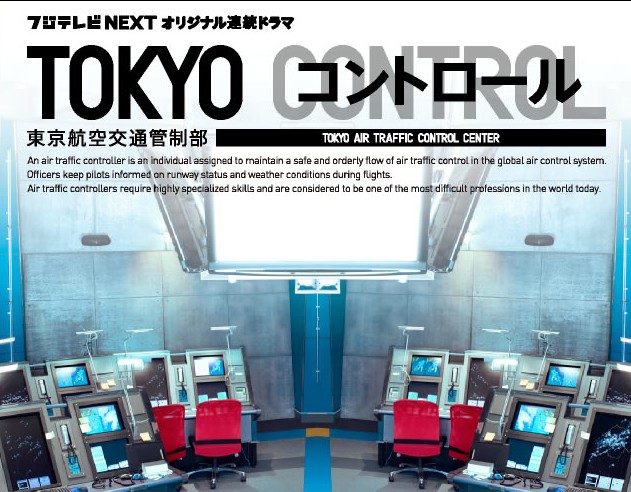 フジテレビNEXT オリジナル連続ドラマ
TOKYO CONTROL コントロール
東京航空交通管制部 TOKYO AIR TRAFFIC CONTROL CENTER
An air traffic controller is an individual assigned to maintain a safe and orderly flow of air traffic control in the global air control system.
Officers keep pilots informed on runway status and weather conditions during flights.
Air traffic controllers require highly specialized skills and are considered to be one of the most difficult professions in the world today.